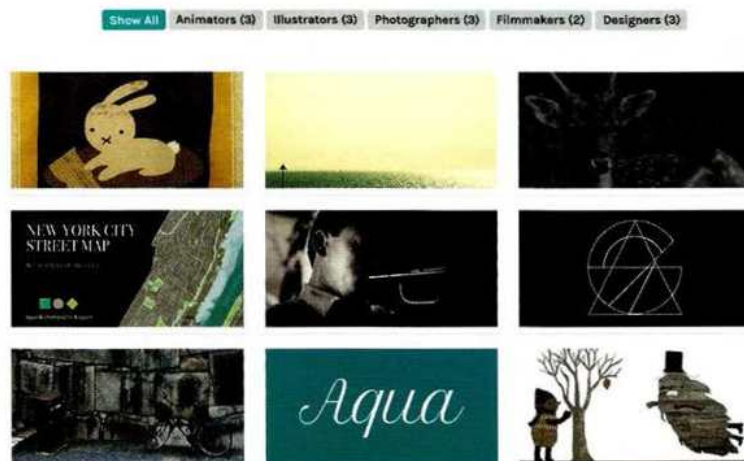 Show All Animators (3) Illustrators (3) Photographers (3) Filmmakers (2) Designers (3)
NEW YORK CITY
STREET MAP
Aqua